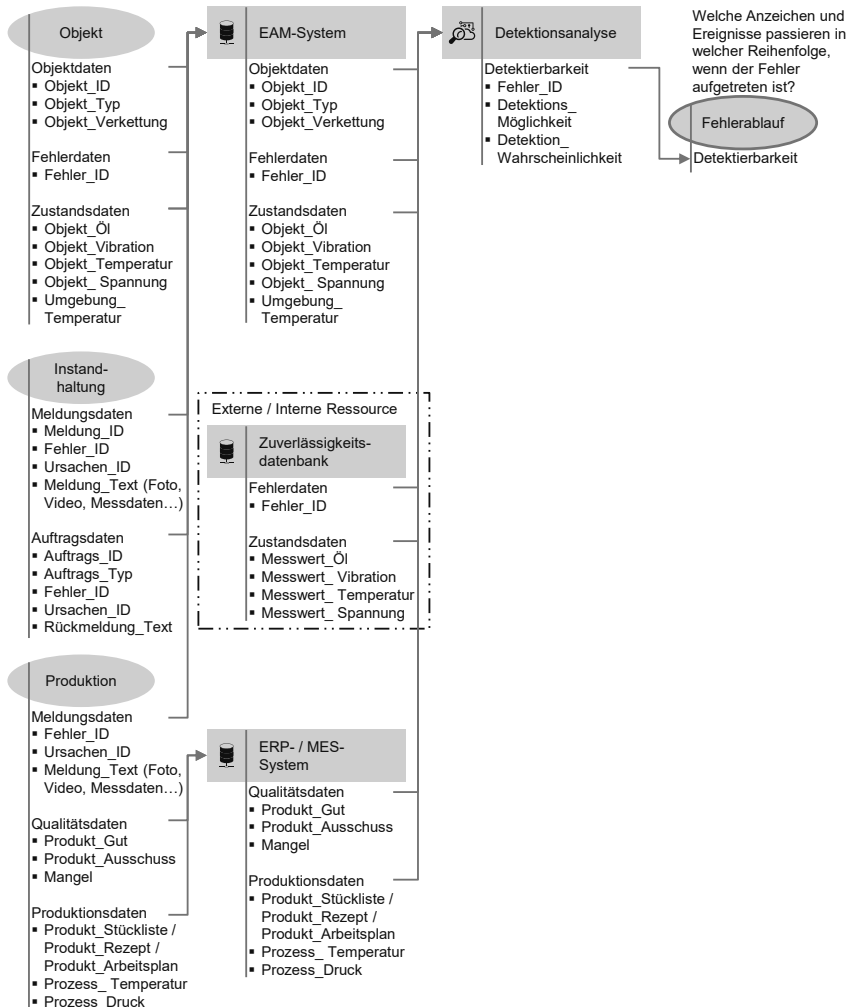 Objekt
Objektdaten
▪ Objekt_ID
▪ Objekt_Typ
▪ Objekt_Verkettung
Fehlerdaten
▪ Fehler_ID
Zustandsdaten
▪ Objekt_Öl
▪ Objekt_Vibration
▪ Objekt_Temperatur
▪ Objekt_ Spannung
▪ Umgebung_
Temperatur
Instand-
haltung
Meldungsdaten
▪ Meldung_ID
▪ Fehler_ID
▪ Ursachen_ID
▪ Meldung_Text (Foto,
Video, Messdaten…)
Auftragsdaten
▪ Auftrags_ID
▪ Auftrags_Typ
▪ Fehler_ID
▪ Ursachen_ID
▪ Rückmeldung_Text
Produktion
Meldungsdaten
▪ Fehler_ID
▪ Ursachen_ID
▪ Meldung_Text (Foto,
Video, Messdaten…)
Qualitätsdaten
▪ Produkt_Gut
▪ Produkt_Ausschuss
▪ Mangel
Produktionsdaten
▪ Produkt_Stückliste /
Produkt_Rezept /
Produkt_Arbeitsplan
▪ Prozess_ Temperatur
▪ Prozess_Druck
EAM-System
Objektdaten
▪ Objekt_ID
▪ Objekt_Typ
▪ Objekt_Verkettung
Fehlerdaten
▪ Fehler_ID
Zustandsdaten
▪ Objekt_Öl
▪ Objekt_Vibration
▪ Objekt_Temperatur
▪ Objekt_ Spannung
▪ Umgebung_
Temperatur
Externe / Interne Ressource
Zuverlässigkeits-
datenbank
Fehlerdaten
▪ Fehler_ID
Zustandsdaten
▪ Messwert_Öl
▪ Messwert_ Vibration
▪ Messwert_ Temperatur
▪ Messwert_ Spannung
ERP- / MES-
System
Qualitätsdaten
▪ Produkt_Gut
▪ Produkt_Ausschuss
▪ Mangel
Produktionsdaten
▪ Produkt_Stückliste /
Produkt_Rezept /
Produkt_Arbeitsplan
▪ Prozess_ Temperatur
▪ Prozess_Druck
Detektionsanalyse
Detektierbarkeit
▪ Fehler_ID
▪ Detektions_
Möglichkeit
▪ Detektion_
Wahrscheinlichkeit
Welche Anzeichen und
Ereignisse passieren in
welcher Reihenfolge,
wenn der Fehler
aufgetreten ist?
Fehlerablauf
Detektierbarkeit